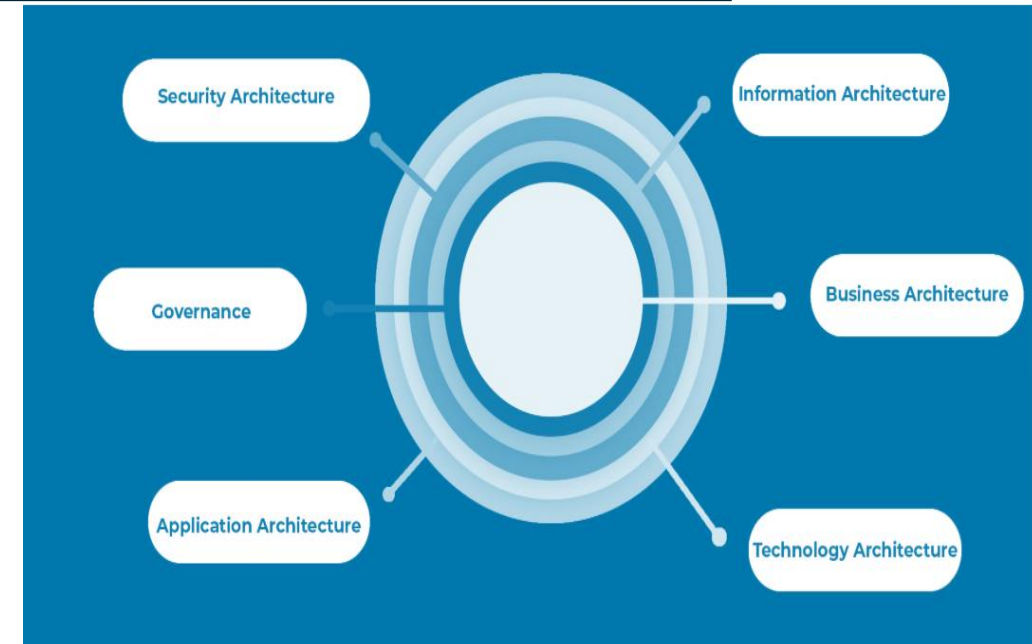 Security Architecture
Information Architecture
Governance
Business Architecture
Application Architecture
Technology Architecture